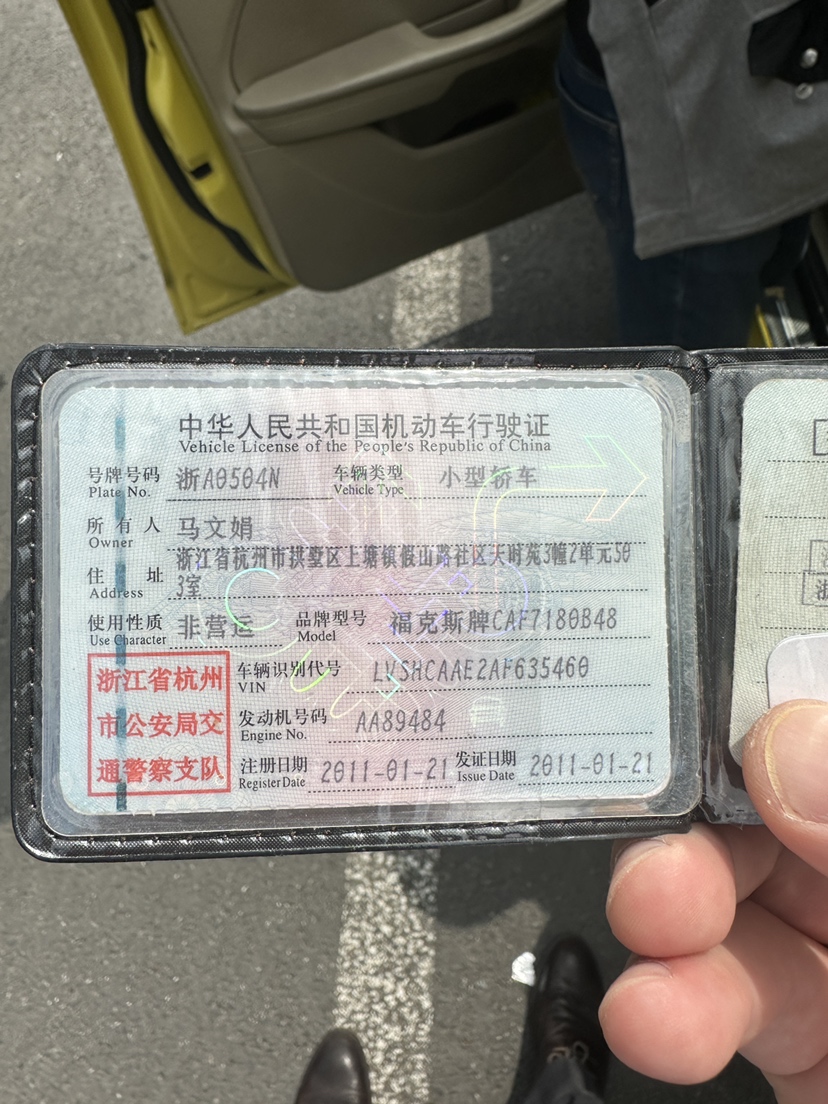 中华人民共和国机动车行驶证
Vehicle License of the People's Republic of China
号牌号码 浙A0504N 车辆类型 小型轿车
Plate No. Vehicle Type
所有人 马文娟
Owner
浙江省杭州市拱墅区上塘镇假山路社区天时苑3幢2单元50
住址 3室
Address
使用性质 非营运 品牌型号 福克斯牌CAF7180B48
Use Character Model
浙江省杭州
市公安局交
通警察支队
车辆识别代号 LVSHCAAE2AF635460
VIN
发动机号码 AA89484
Engine No.
注册日期 2011-01-21 发证日期 2011-01-21
Register Date Issue Date